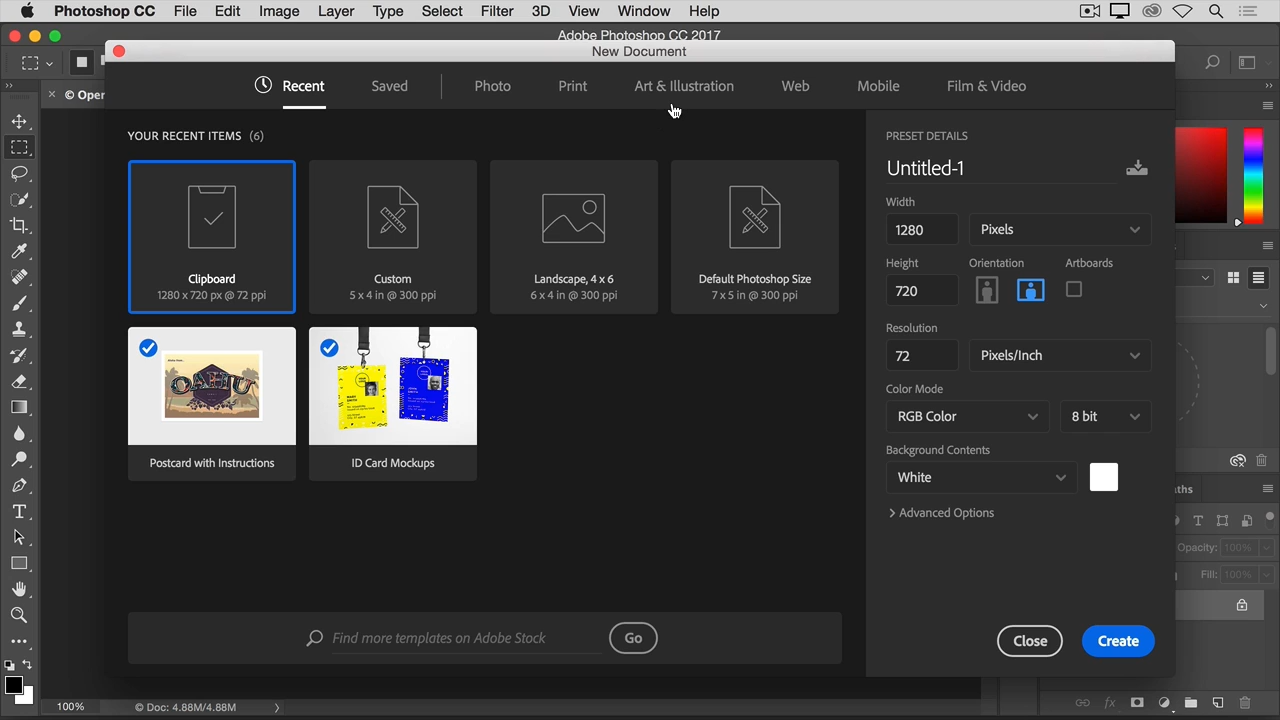 Photoshop CC File Edit Image Layer Type Select Filter 3D View Window Help
Adobe Photoshop CC 2017
New Document
© Oper
Recent Saved Photo Print Art & Illustration Web Mobile Film & Video
YOUR RECENT ITEMS (6)
Clipboard
1280 x 720 px @ 72 ppi
Custom
5 x 4 in @ 300 ppi
Landscape, 4 x 6
6 x 4 in @ 300 ppi
Default Photoshop Size
7 x 5 in @ 300 ppi
OAHU
Postcard with Instructions
ID Card Mockups
Find more templates on Adobe Stock
Go
PRESET DETAILS
Untitled-1
Width
1280 Pixels
Height Orientation Artboards
720
Resolution
72 Pixels/Inch
Color Mode
RGB Color 8 bit
Background Contents
White
Advanced Options
Close Create
ths
Opacity: 100%
Fill: 100%
100% © Doc: 4.88M/4.88M